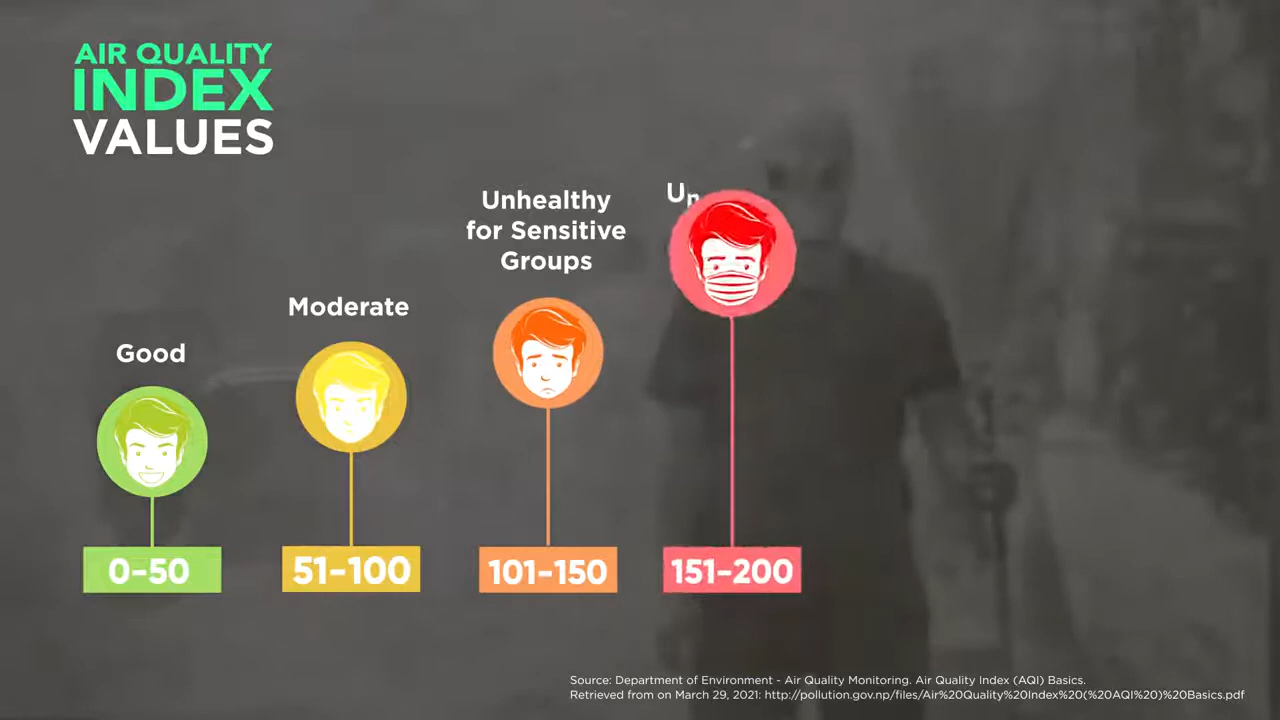 AIR QUALITY
INDEX
VALUES
Good
Moderate
Unhealthy
for Sensitive
Groups
Un
0-50
51-100
101-150
151-200
Source: Department of Environment - Air Quality Monitoring. Air Quality Index (AQI) Basics.
Retrieved from on March 29, 2021: http://pollution.gov.np/files/Air%20Quality%20Index%20(%20AQI%20)%20Basics.pdf